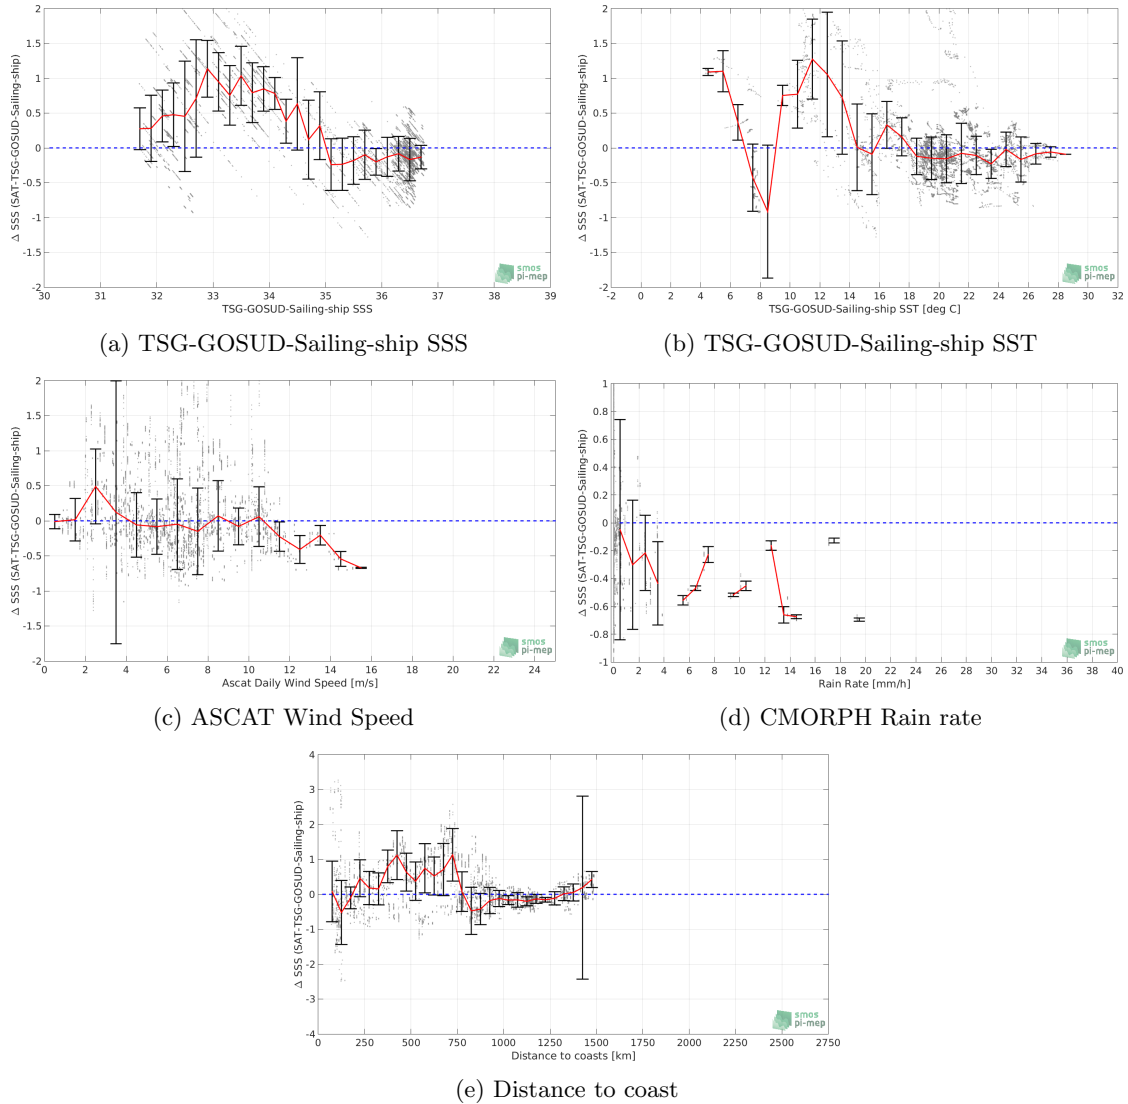 Δ SSS (SAT-TSG-GOSUD-Sailing-ship)
2
1.5
1
0.5
0
-0.5
-1
-1.5
-2
30 31 32 33 34 35 36 37 38 39
TSG-GOSUD-Sailing-ship SSS
smos
pi-mep
(a) TSG-GOSUD-Sailing-ship SSS
Δ SSS (SAT-TSG-GOSUD-Sailing-ship)
2
1.5
1
0.5
0
-0.5
-1
-1.5
-2
-2 0 2 4 6 8 10 12 14 16 18 20 22 24 26 28 30 32
TSG-GOSUD-Sailing-ship SST [deg C]
smos
pi-mep
(b) TSG-GOSUD-Sailing-ship SST
Δ SSS (SAT-TSG-GOSUD-Sailing-ship)
2
1.5
1
0.5
0
-0.5
-1
-1.5
-2
0 2 4 6 8 10 12 14 16 18 20 22 24
Ascat Daily Wind Speed [m/s]
smos
pi-mep
(c) ASCAT Wind Speed
Δ SSS (SAT-TSG-GOSUD-Sailing-ship)
1
0.8
0.6
0.4
0.2
0
-0.2
-0.4
-0.6
-0.8
-1
0 2 4 6 8 10 12 14 16 18 20 22 24 26 28 30 32 34 36 38 40
Rain Rate [mm/h]
smos
pi-mep
(d) CMORPH Rain rate
Δ SSS (SAT-TSG-GOSUD-Sailing-ship)
4
3
2
1
0
-1
-2
-3
-4
0 250 500 750 1000 1250 1500 1750 2000 2250 2500 2750
Distance to coasts [km]
smos
pi-mep
(e) Distance to coast